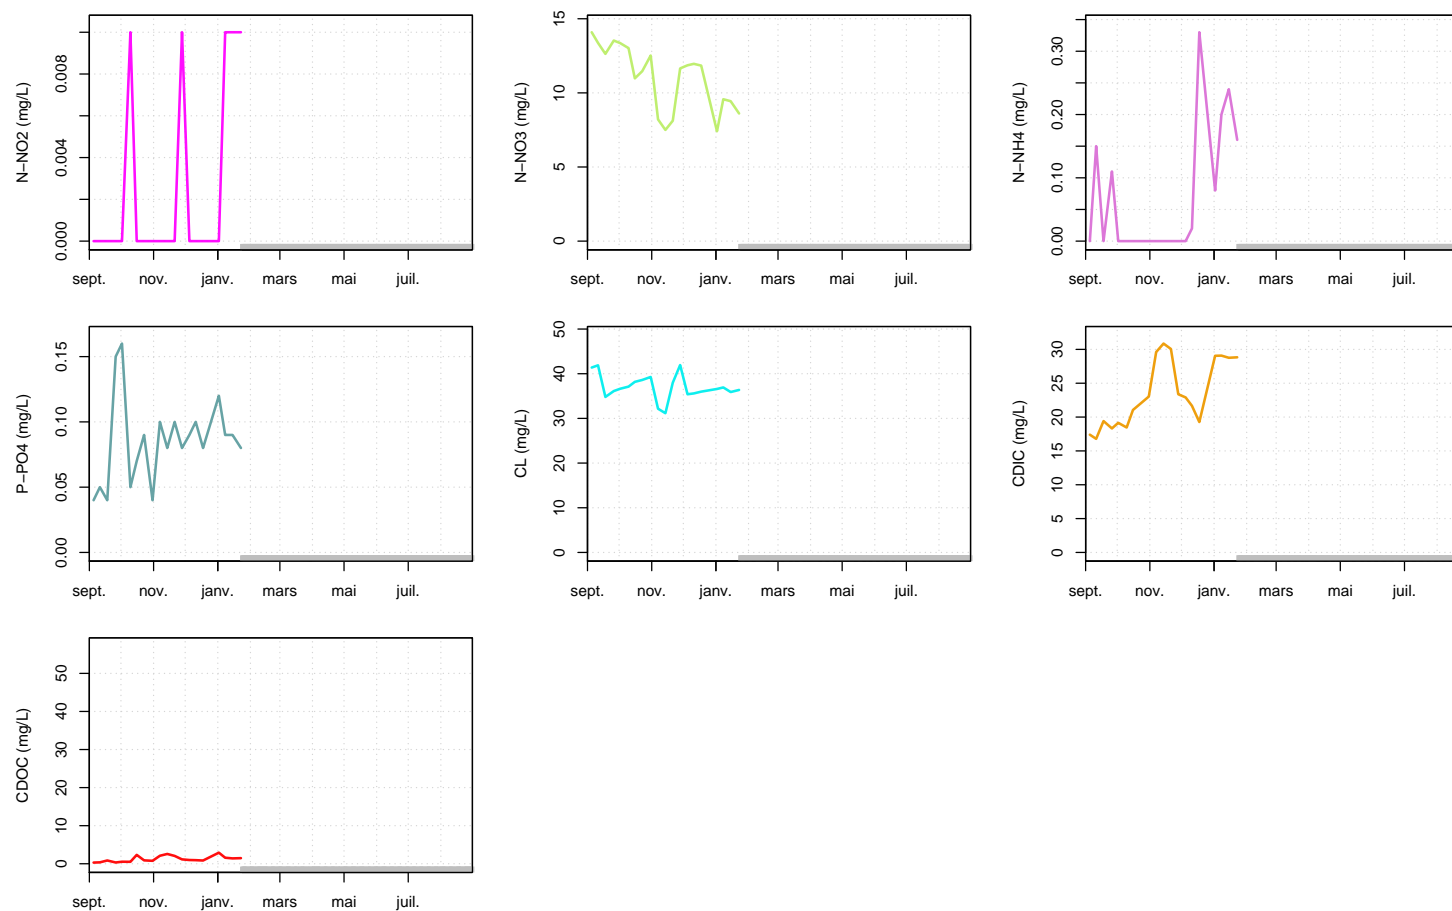 N−NO2 (mg/L)
0.000 0.004 0.008
sept. nov. janv. mars mai juil.
N−NO3 (mg/L)
0 5 10 15
sept. nov. janv. mars mai juil.
N−NH4 (mg/L)
0.00 0.10 0.20 0.30
sept. nov. janv. mars mai juil.
P−PO4 (mg/L)
0.00 0.05 0.10 0.15
sept. nov. janv. mars mai juil.
CL (mg/L)
0 10 20 30 40 50
sept. nov. janv. mars mai juil.
CDIC (mg/L)
0 5 10 15 20 25 30
sept. nov. janv. mars mai juil.
CDOC (mg/L)
0 10 20 30 40 50
sept. nov. janv. mars mai juil.